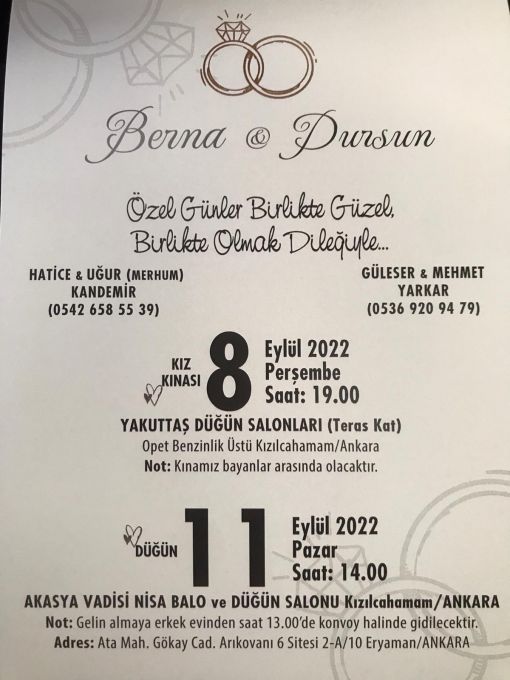 Berna & Dursun
Özel Günler Birlikte Güzel,
Birlikte Olmak Dileğiyle...
HATİCE & UĞUR (MERHUM)
KANDEMİR
(0542 658 55 39)
GÜLESER & MEHMET
YARKAR
(0536 920 94 79)
KIZ
KINASI
8
Eylül 2022
Perşembe
Saat: 19.00
YAKUTTAŞ DÜĞÜN SALONLARI (Teras Kat)
Opet Benzinlik Üstü Kızılcahamam/Ankara
Not: Kınamız bayanlar arasında olacaktır.
DÜĞÜN
11
Eylül 2022
Pazar
Saat: 14.00
AKASYA VADİSİ NİSA BALO ve DÜĞÜN SALONU Kızılcahamam/ANKARA
Not: Gelin almaya erkek evinden saat 13.00'de konvoy halinde gidilecektir.
Adres: Ata Mah. Gökay Cad. Arıkovanı 6 Sitesi 2-A/10 Eryaman/ANKARA